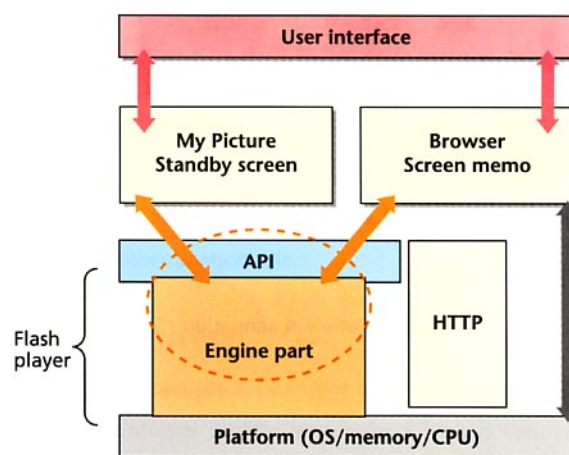 User interface
My Picture
Standby screen
Browser
Screen memo
API
HTTP
Flash
player
Engine part
Platform (OS/memory/CPU)